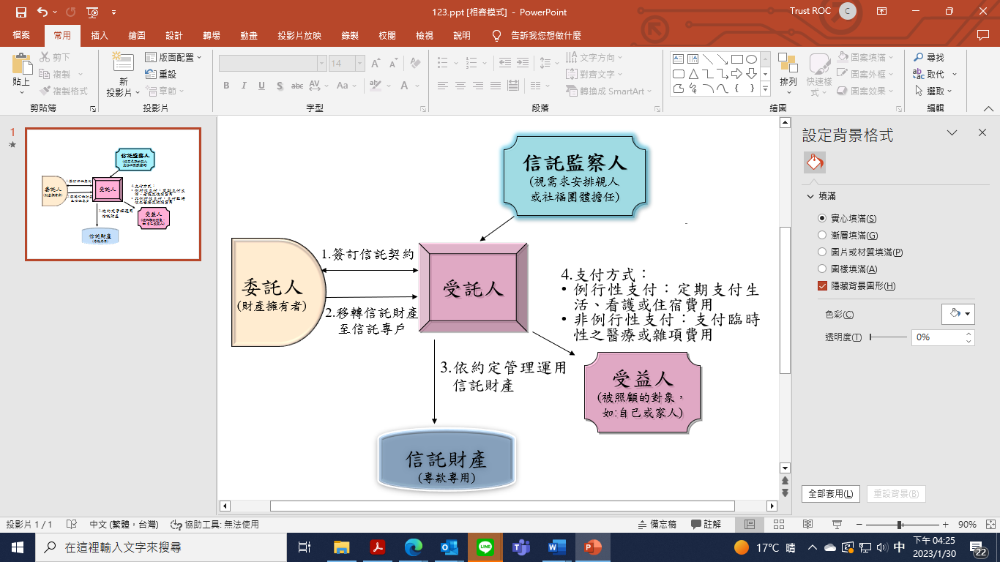 123.ppt [相容模式] - PowerPoint
Trust ROC
C
檔案 常用 插入 繪圖 設計 轉場 動畫 投影片放映 錄製 校閱 檢視 說明 告訴我您想做什麼
貼上
剪下
複製
複製格式
剪貼簿
新
投影片
版面配置
重設
章節
投影片
14
B I U S abc AV Aa A
字型
文字方向
對齊文字
轉換成 SmartArt
段落
排列
快速樣
式
圖案填滿
圖案外框
圖案效果
繪圖
尋找
取代
選取
編輯
1
信託監察人
(視需求安排親人
或社福團體擔任)
委託人
(財產擁有者)
1.簽訂信託契約
2.移轉信託財產
至信託專戶
受託人
4.支付方式：
• 例行性支付：定期支付生
活、看護或住宿費用
• 非例行性支付：支付臨時
性之醫療或雜項費用
3.依約定管理運用
信託財產
受益人
(被照顧的對象，
如:自己或家人)
信託財產
(專款專用)
設定背景格式
填滿
實心填滿(S)
漸層填滿(G)
圖片或材質填滿(P)
圖樣填滿(A)
隱藏背景圖形(H)
色彩(C)
透明度(T)
0%
全部套用(L)
重設背景(B)
投影片 1 / 1
中文 (繁體，台灣)
協助工具: 無法使用
備忘稿
註解
90%
在這裡輸入文字來搜尋
17°C 晴
中
下午 04:25
2023/1/30
22